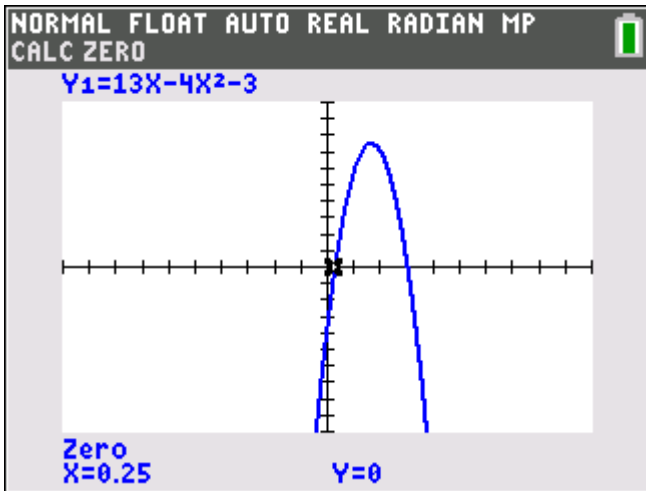 NORMAL FLOAT AUTO REAL RADIAN MP
CALC ZERO
Y₁=13X-4X²-3
Zero
X=0.25 Y=0